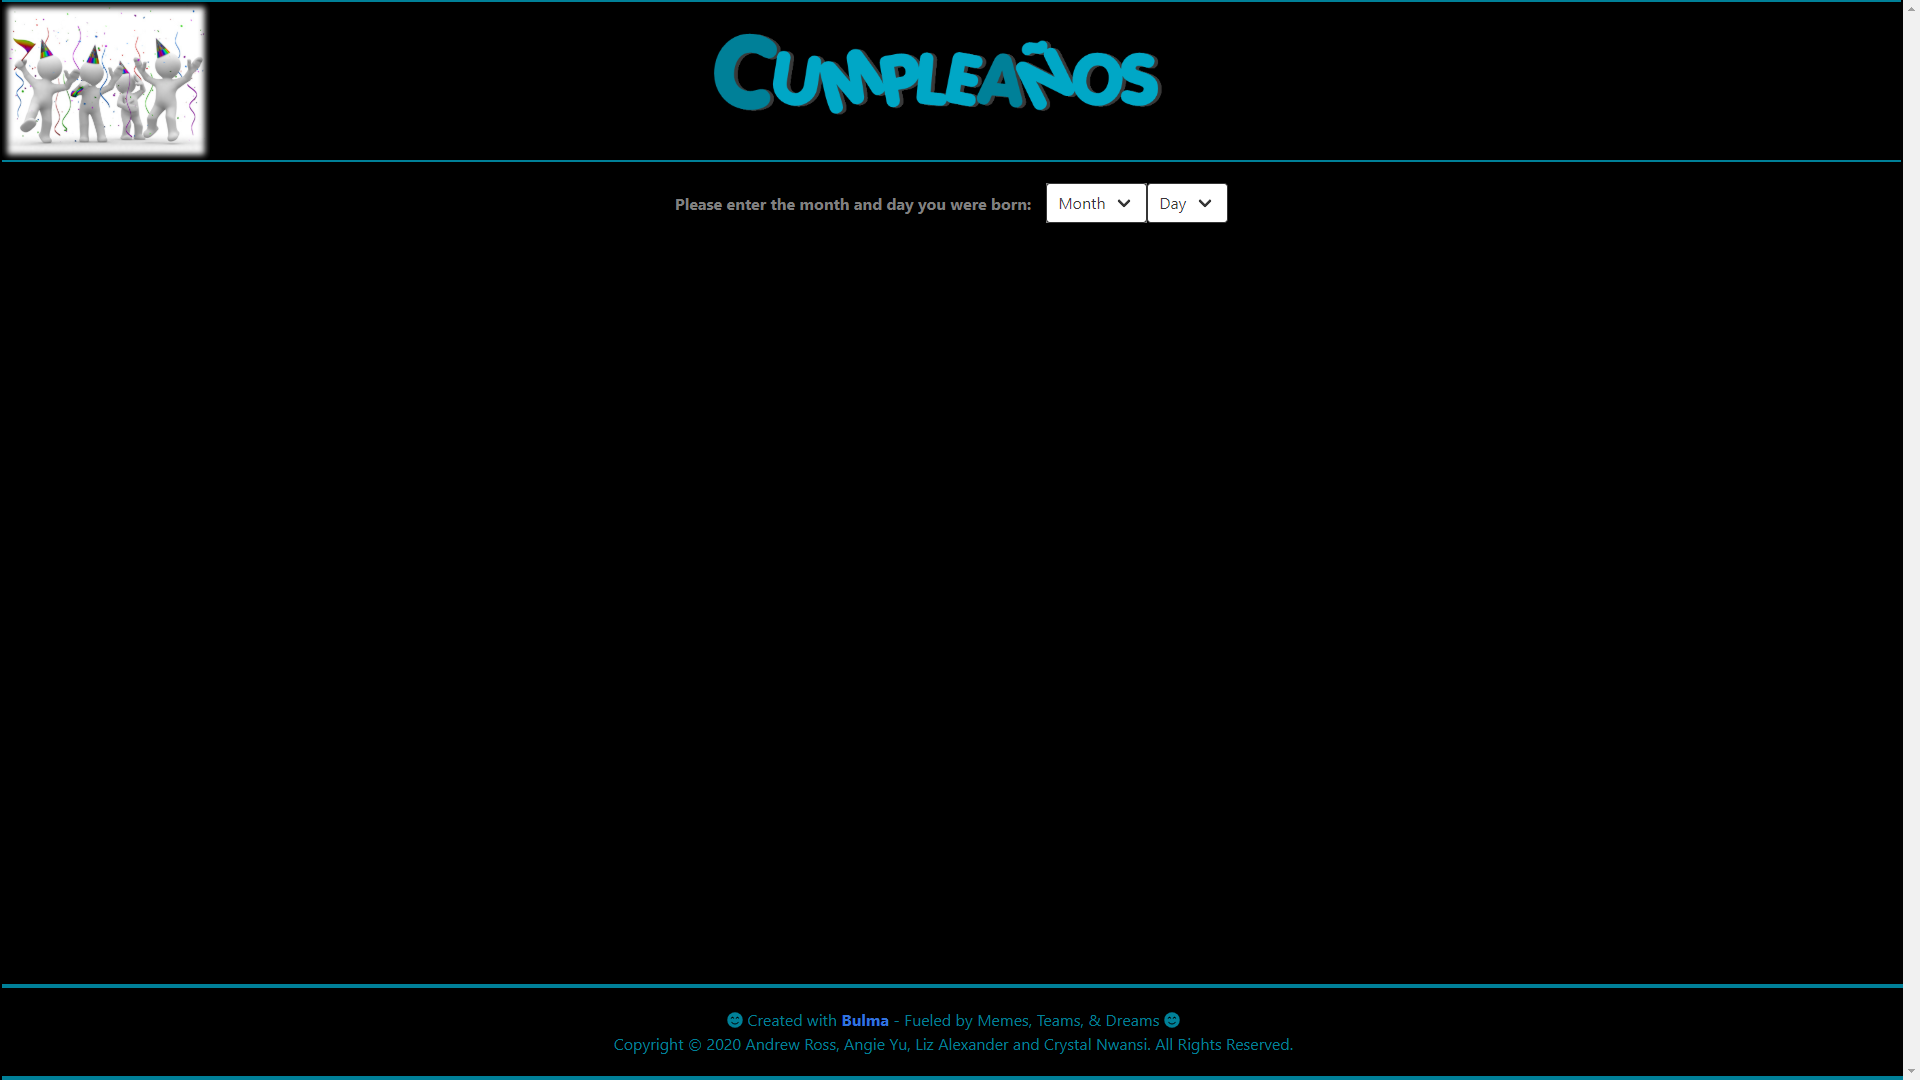 CUMPLEAÑOS
Please enter the month and day you were born: Month Day
Created with Bulma - Fueled by Memes, Teams, & Dreams
Copyright © 2020 Andrew Ross, Angie Yu, Liz Alexander and Crystal Nwansi. All Rights Reserved.